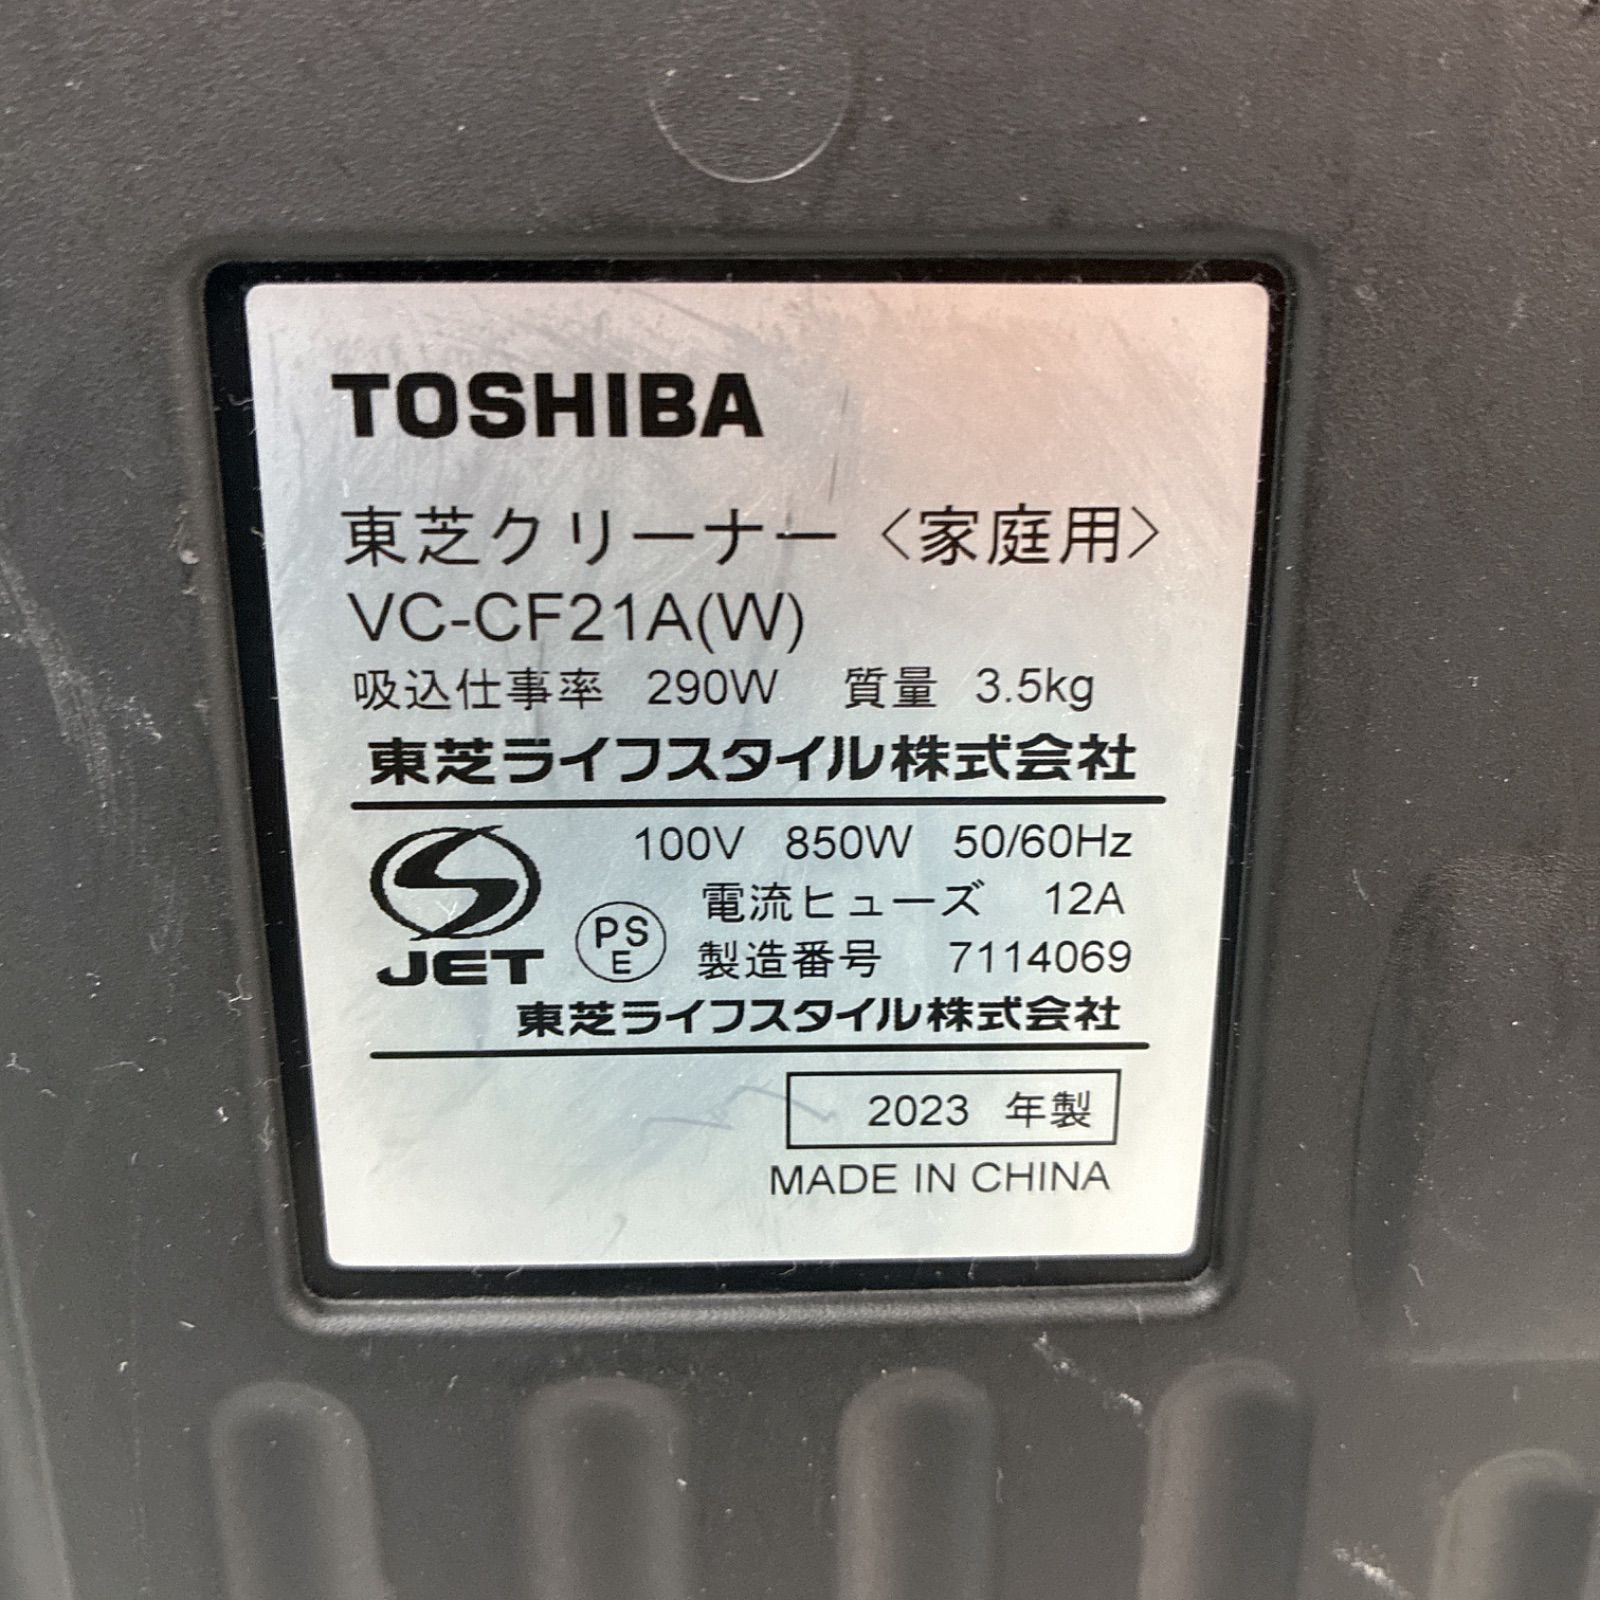 TOSHIBA
東芝クリーナー〈家庭用〉
VC-CF21A(W)
吸込仕事率 290W 質量 3.5kg
東芝ライフスタイル株式会社
100V 850W 50/60Hz
電流ヒューズ 12A
JET
PS
E
製造番号 7114069
東芝ライフスタイル株式会社
2023 年製
MADE IN CHINA